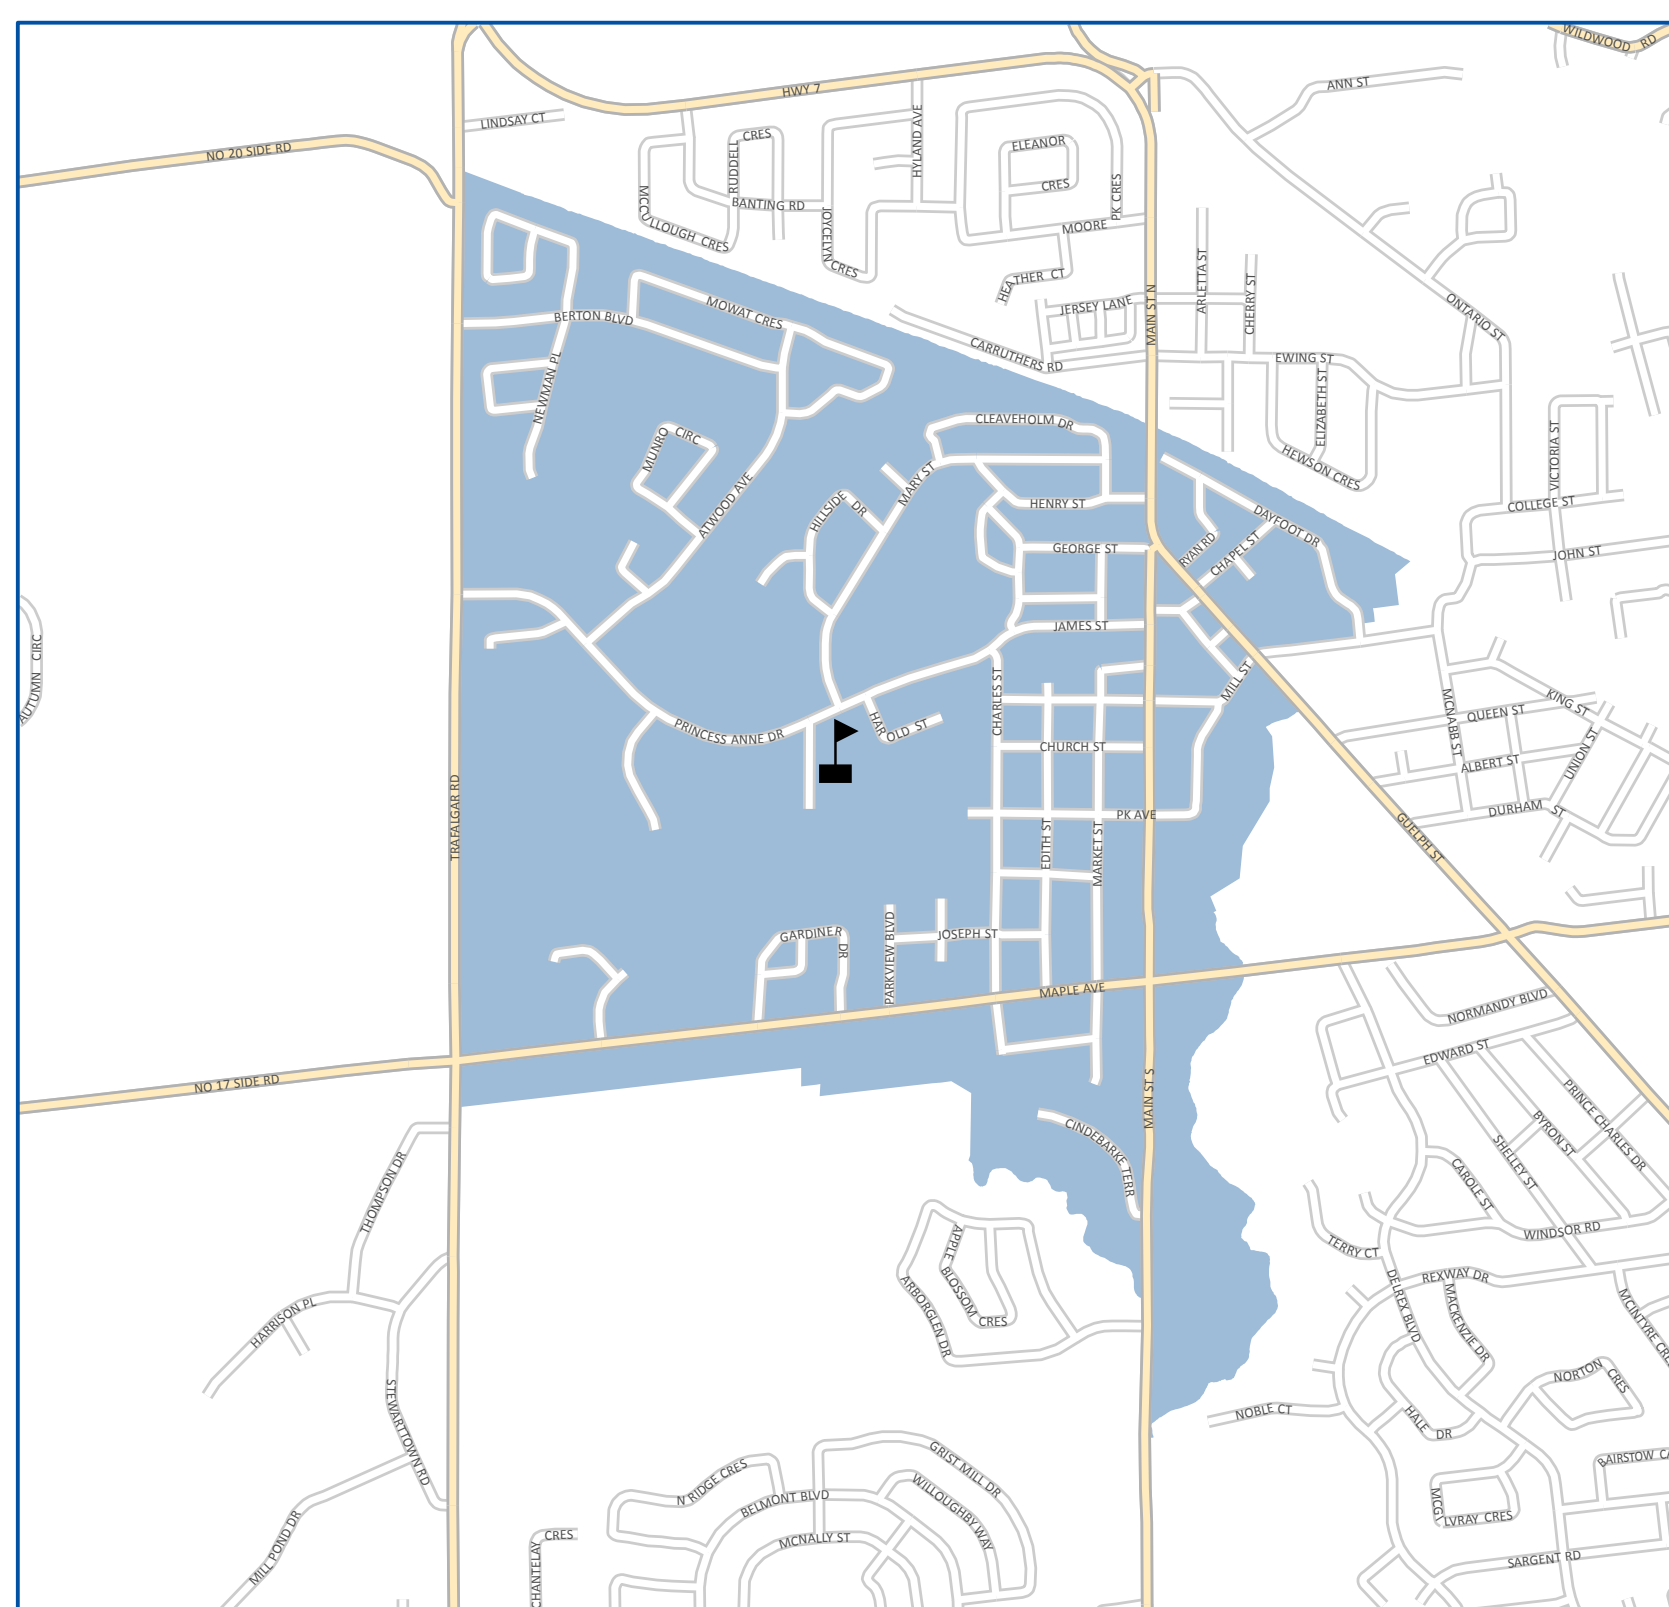 WILDWOOD RD
HWY 7
ANN ST
LINDSAY CT
NO 20 SIDE RD
RUDDELL CRES
HYLAND AVE
ELEANOR
CRES
MCCULLOUGH CRES
BANTING RD
JOYCELYN CRES
MOORE PK CRES
HEATHER CT
JERSEY LANE
MAIN ST N
ARLETTA ST
CHERRY ST
ONTARIO ST
MOWAT CRES
BERTON BLVD
CARRUTHERS RD
EWING ST
ELIZABETH ST
NEWMAN PL
CLEAVEHOLM DR
MUNRO CIRC
HEWSON CRES
VICTORIA ST
MARY ST
ATWOOD AVE
HILLSIDE DR
HENRY ST
COLLEGE ST
DAYFOOT DR
GEORGE ST
RYAN RD
CHAPEL ST
JOHN ST
JAMES ST
AUTUMN CIRC
MILL ST
CHARLES ST
KING ST
MCNABB ST
QUEEN ST
PRINCESS ANNE DR
HAROLD ST
CHURCH ST
UNION ST
ALBERT ST
TRAFALGAR RD
DURHAM ST
PK AVE
GUELPH ST
EDITH ST
MARKET ST
GARDINER DR
PARKVIEW BLVD
JOSEPH ST
MAPLE AVE
NORMANDY BLVD
EDWARD ST
NO 17 SIDE RD
MAIN ST S
PRINCE CHARLES DR
BYRON ST
SHELLEY ST
CINDEBARKE TERR
CAROLE ST
THOMPSON DR
WINDSOR RD
TERRY CT
APPLE BLOSSOM CRES
ARBORGLEN DR
REXWAY DR
DELREX BLVD
MACKENZIE DR
MCINTYRE CRE
HARRISON PL
NORTON CRES
STEWARTTOWN RD
NOBLE CT
HALE DR
GRIST MILL DR
BAIRSTOW C
N RIDGE CRES
WILLOUGHBY WAY
BELMONT BLVD
MCGILVRAY CRES
MCNALLY ST
CHANTELAY CRES
MILL POND DR
SARGENT RD